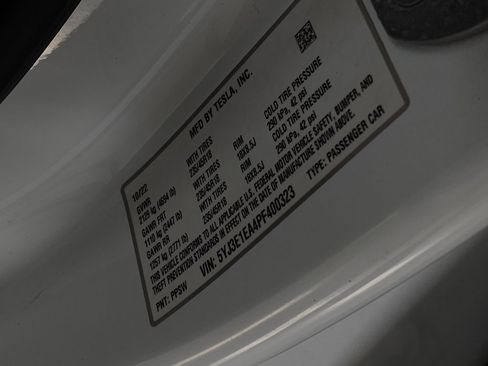 MFD BY TESLA, INC.
10/22
GVWR WITH TIRES RIM COLD TIRE PRESSURE
2129 kg (4694 lb) 235/45R18 18X8.5J 290 kPa, 42 psi
GAWR FRT WITH TIRES RIM COLD TIRE PRESSURE
1110 kg (2447 lb) 235/45R18 18X8.5J 290 kPa, 42 psi
GAWR RR
1257 kg (2771 lb)
THIS VEHICLE CONFORMS TO ALL APPLICABLE U.S. FEDERAL MOTOR VEHICLE SAFETY, BUMPER, AND
THEFT PREVENTION STANDARDS IN EFFECT ON THE DATE OF MANUFACTURE SHOWN ABOVE.
VIN: 5YJ3E1EA4PF400323 TYPE: PASSENGER CAR
PNT: PPSW